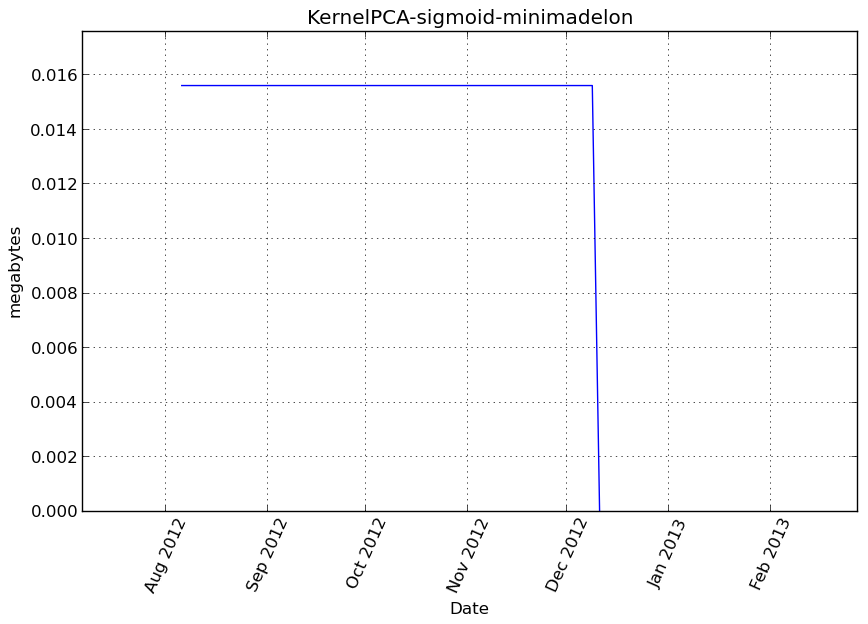 KernelPCA-sigmoid-minimadelon
0.016
0.014
0.012
0.010
0.008
0.006
0.004
0.002
0.000
megabytes
Aug 2012
Sep 2012
Oct 2012
Nov 2012
Dec 2012
Jan 2013
Feb 2013
Date